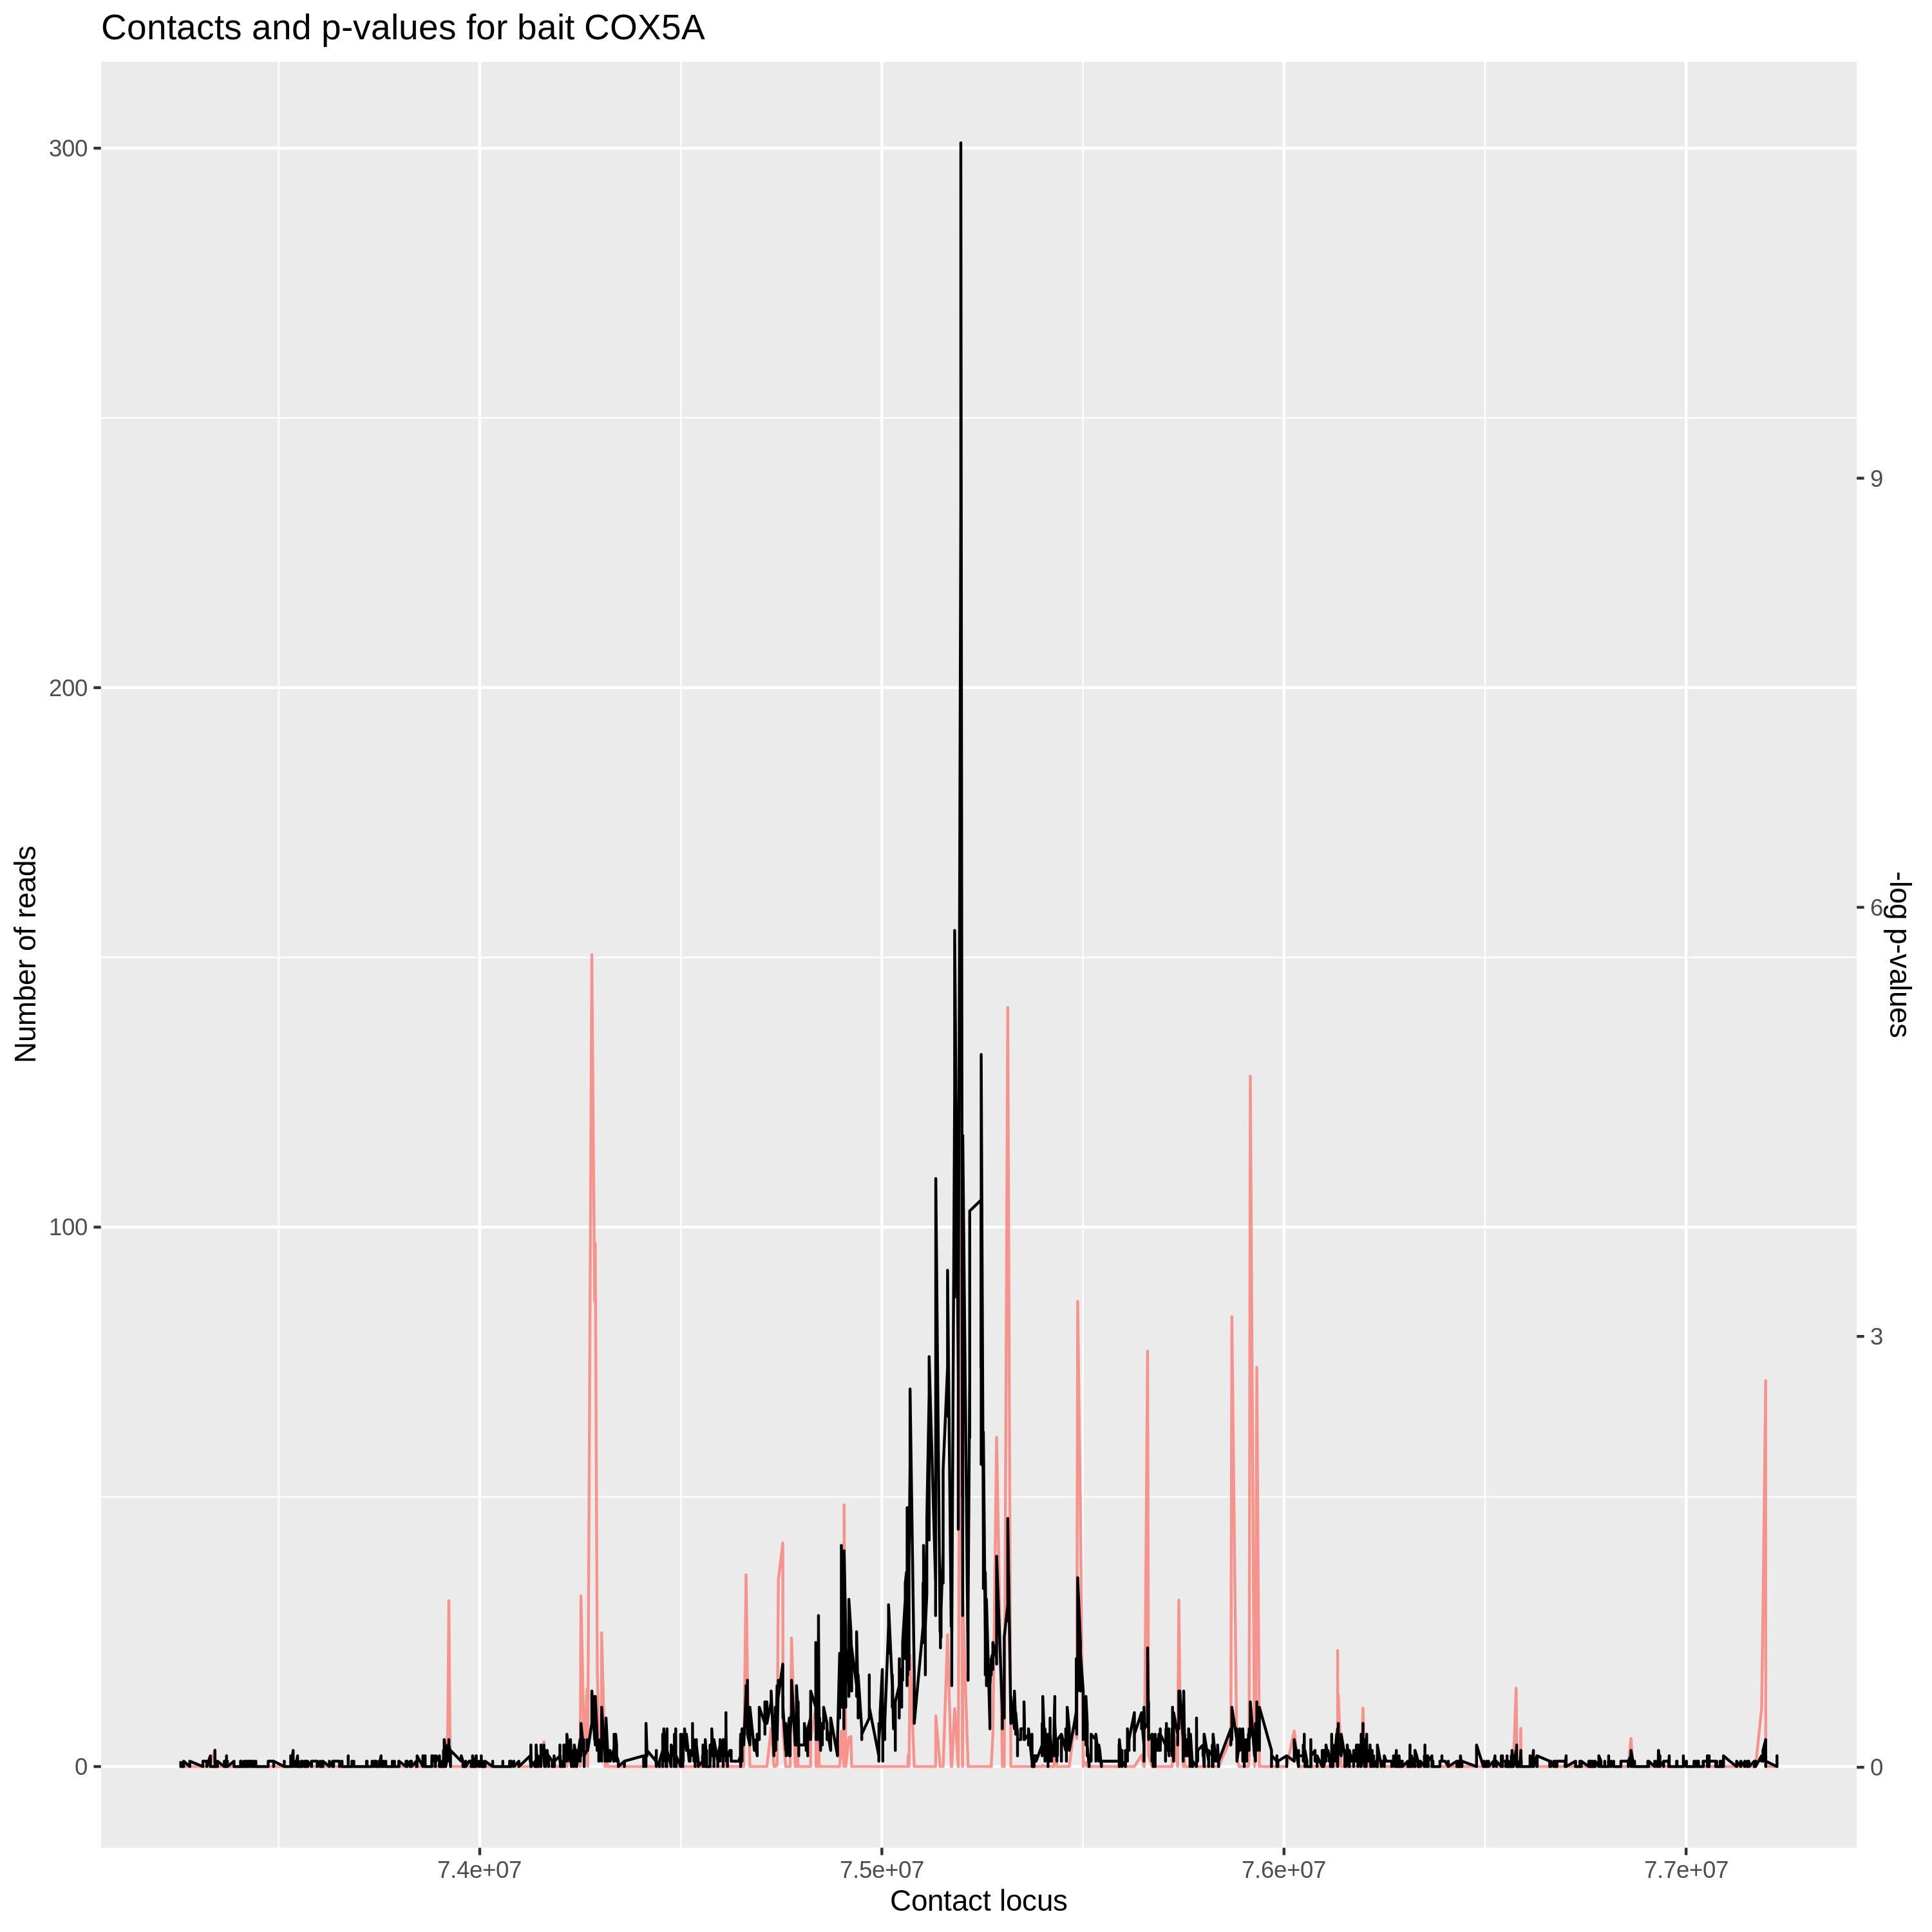 Contacts and p-values for bait COX5A
300
200
100
0
Number of reads
9
6
3
0
-log p-values
7.4e+07
7.5e+07
7.6e+07
7.7e+07
Contact locus